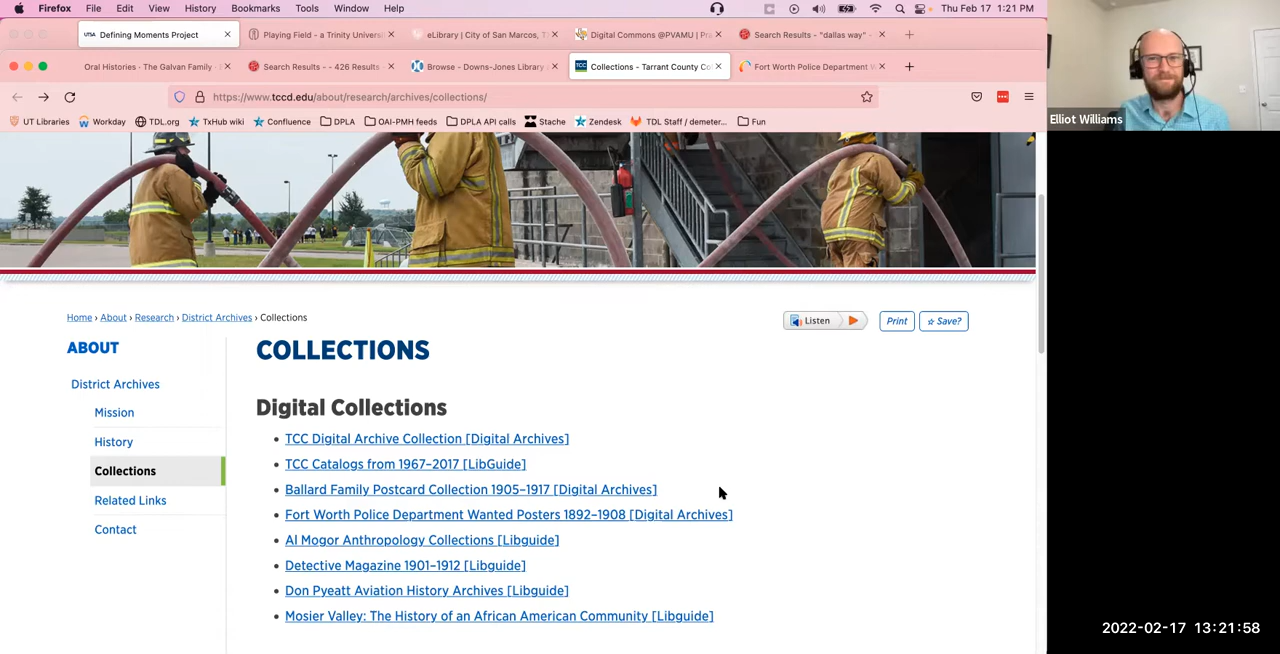 Firefox File Edit View History Bookmarks Tools Window Help Thu Feb 17 1:21 PM
UTSA Defining Moments Project Playing Field - a Trinity Universi eLibrary | City of San Marcos, T Digital Commons @PVAMU | Pra Search Results - "dallas way"
Oral Histories - The Galvan Family - Search Results - - 426 Results - Browse - Downs-Jones Library TCC Collections - Tarrant County Co Fort Worth Police Department W
https://www.tccd.edu/about/research/archives/collections/
UT Libraries Workday TDL.org TxHub wiki Confluence DPLA OAI-PMH feeds DPLA API calls Stache Zendesk TDL Staff / demeter... Fun
Elliot Williams
Home › About › Research › District Archives › Collections
Listen Print Save?
ABOUT
District Archives
Mission
History
Collections
Related Links
Contact
COLLECTIONS
Digital Collections
• TCC Digital Archive Collection [Digital Archives]
• TCC Catalogs from 1967–2017 [LibGuide]
• Ballard Family Postcard Collection 1905–1917 [Digital Archives]
• Fort Worth Police Department Wanted Posters 1892–1908 [Digital Archives]
• Al Mogor Anthropology Collections [Libguide]
• Detective Magazine 1901–1912 [Libguide]
• Don Pyeatt Aviation History Archives [Libguide]
• Mosier Valley: The History of an African American Community [Libguide]
2022-02-17 13:21:58